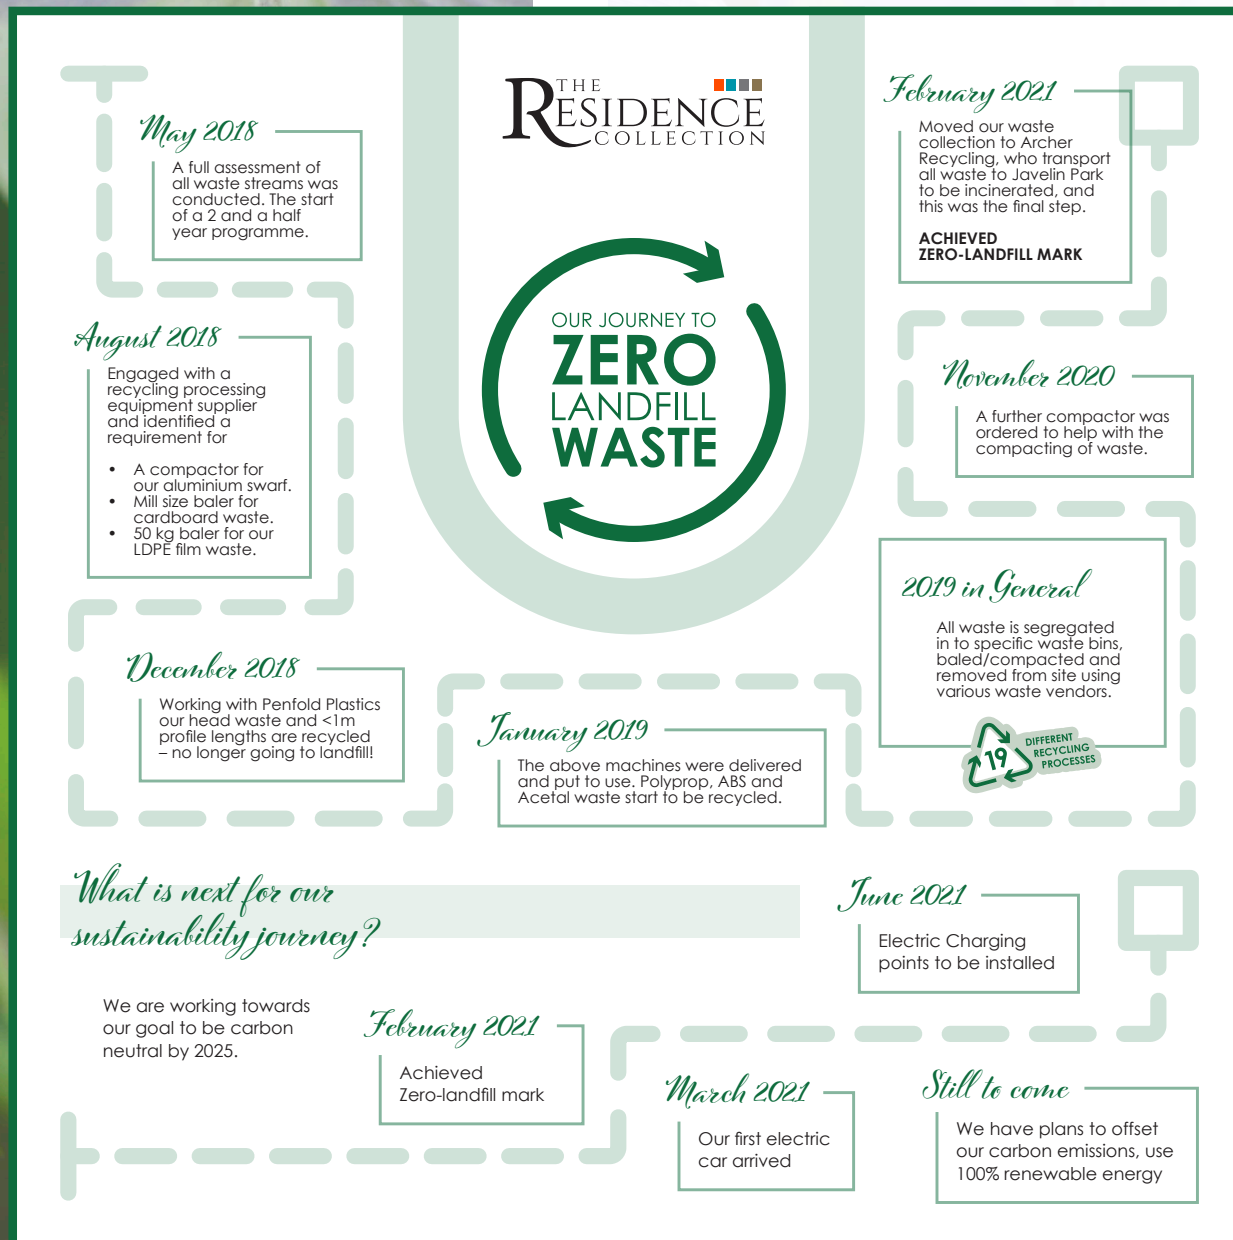 THE
RESIDENCE
COLLECTION
OUR JOURNEY TO
ZERO
LANDFILL
WASTE
May 2018
A full assessment of
all waste streams was
conducted. The start
of a 2 and a half
year programme.
August 2018
Engaged with a
recycling processing
equipment supplier
and identified a
requirement for
• A compactor for
our aluminium swarf.
• Mill size baler for
cardboard waste.
• 50 kg baler for our
LDPE film waste.
December 2018
Working with Penfold Plastics
our head waste and <1m
profile lengths are recycled
– no longer going to landfill!
January 2019
The above machines were delivered
and put to use. Polyprop, ABS and
Acetal waste start to be recycled.
2019 in General
All waste is segregated
in to specific waste bins,
baled/compacted and
removed from site using
various waste vendors.
19
DIFFERENT
RECYCLING
PROCESSES
November 2020
A further compactor was
ordered to help with the
compacting of waste.
February 2021
Moved our waste
collection to Archer
Recycling, who transport
all waste to Javelin Park
to be incinerated, and
this was the final step.
ACHIEVED
ZERO-LANDFILL MARK
What is next for our
sustainability journey?
We are working towards
our goal to be carbon
neutral by 2025.
February 2021
Achieved
Zero-landfill mark
March 2021
Our first electric
car arrived
June 2021
Electric Charging
points to be installed
Still to come
We have plans to offset
our carbon emissions, use
100% renewable energy